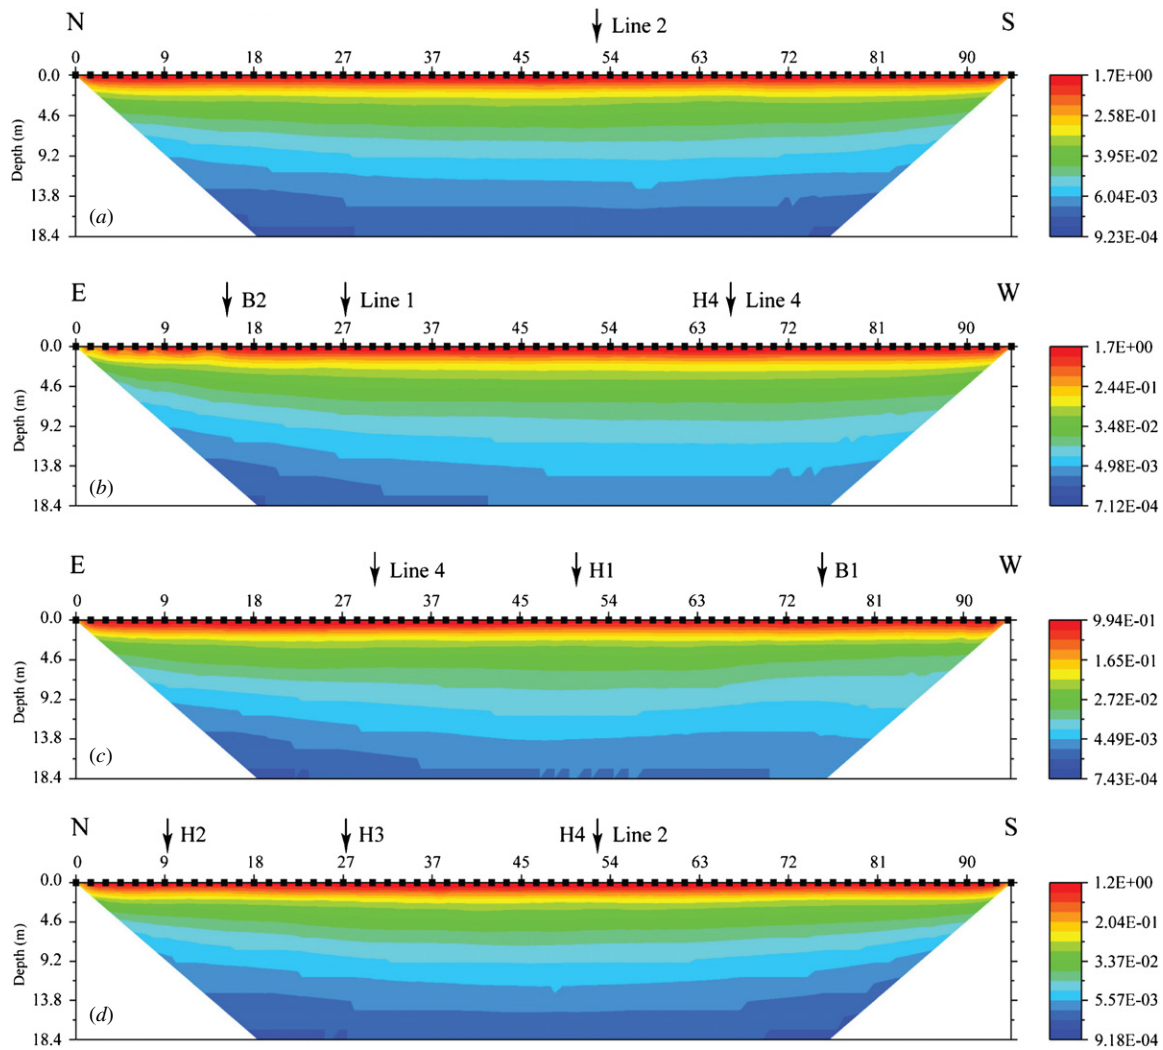 N ↓ Line 2 S
0 9 18 27 37 45 54 63 72 81 90
0.0
4.6
9.2
13.8
18.4
Depth (m)
(a)
1.7E+00
2.58E-01
3.95E-02
6.04E-03
9.23E-04
E ↓ B2 ↓ Line 1 H4 ↓ Line 4 W
0 9 18 27 37 45 54 63 72 81 90
0.0
4.6
9.2
13.8
18.4
Depth (m)
(b)
1.7E+00
2.44E-01
3.48E-02
4.98E-03
7.12E-04
E ↓ Line 4 ↓ H1 ↓ B1 W
0 9 18 27 37 45 54 63 72 81 90
0.0
4.6
9.2
13.8
18.4
Depth (m)
(c)
9.94E-01
1.65E-01
2.72E-02
4.49E-03
7.43E-04
N ↓ H2 ↓ H3 H4 ↓ Line 2 S
0 9 18 27 37 45 54 63 72 81 90
0.0
4.6
9.2
13.8
18.4
Depth (m)
(d)
1.2E+00
2.04E-01
3.37E-02
5.57E-03
9.18E-04